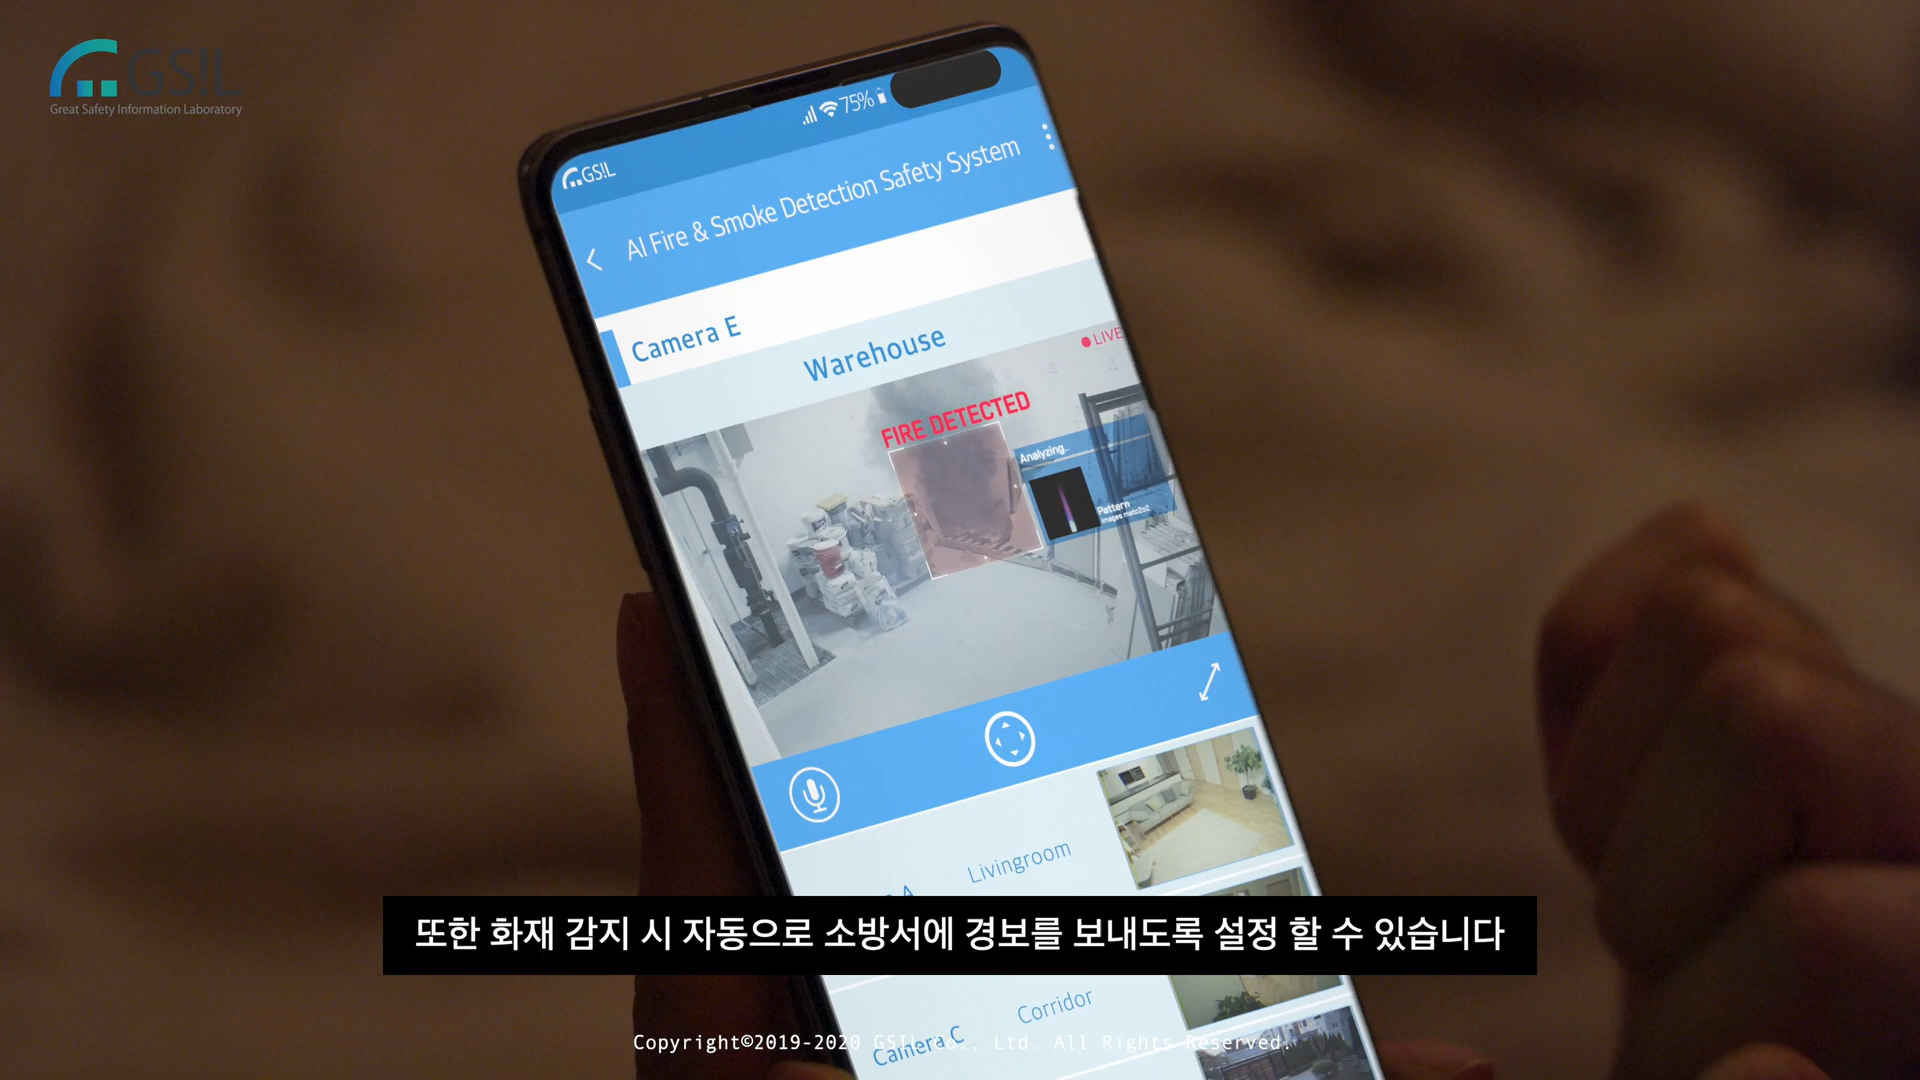 GSIL
Great Safety Information Laboratory
75%
GSIL
AI Fire & Smoke Detection Safety System
Camera E
Warehouse
LIVE
FIRE DETECTED
Analyzing..
Pattern
Livingroom
또한 화재 감지 시 자동으로 소방서에 경보를 보내도록 설정 할 수 있습니다
Corridor
Camera C
Copyright©2019-2020 GSIL Co., Ltd. All Rights Reserved.